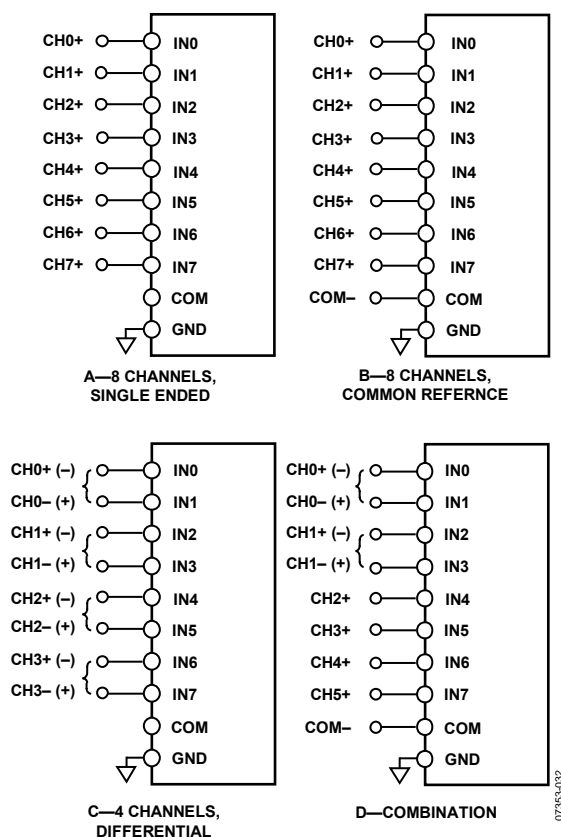 CH0+ IN0
CH1+ IN1
CH2+ IN2
CH3+ IN3
CH4+ IN4
CH5+ IN5
CH6+ IN6
CH7+ IN7
COM
GND
A—8 CHANNELS,
SINGLE ENDED
CH0+ IN0
CH1+ IN1
CH2+ IN2
CH3+ IN3
CH4+ IN4
CH5+ IN5
CH6+ IN6
CH7+ IN7
COM– COM
GND
B—8 CHANNELS,
COMMON REFERNCE
CH0+ (–) IN0
CH0– (+) IN1
CH1+ (–) IN2
CH1– (+) IN3
CH2+ (–) IN4
CH2– (+) IN5
CH3+ (–) IN6
CH3– (+) IN7
COM
GND
C—4 CHANNELS,
DIFFERENTIAL
CH0+ (–) IN0
CH0– (+) IN1
CH1+ (–) IN2
CH1– (+) IN3
CH2+ IN4
CH3+ IN5
CH4+ IN6
CH5+ IN7
COM– COM
GND
D—COMBINATION
07353-032